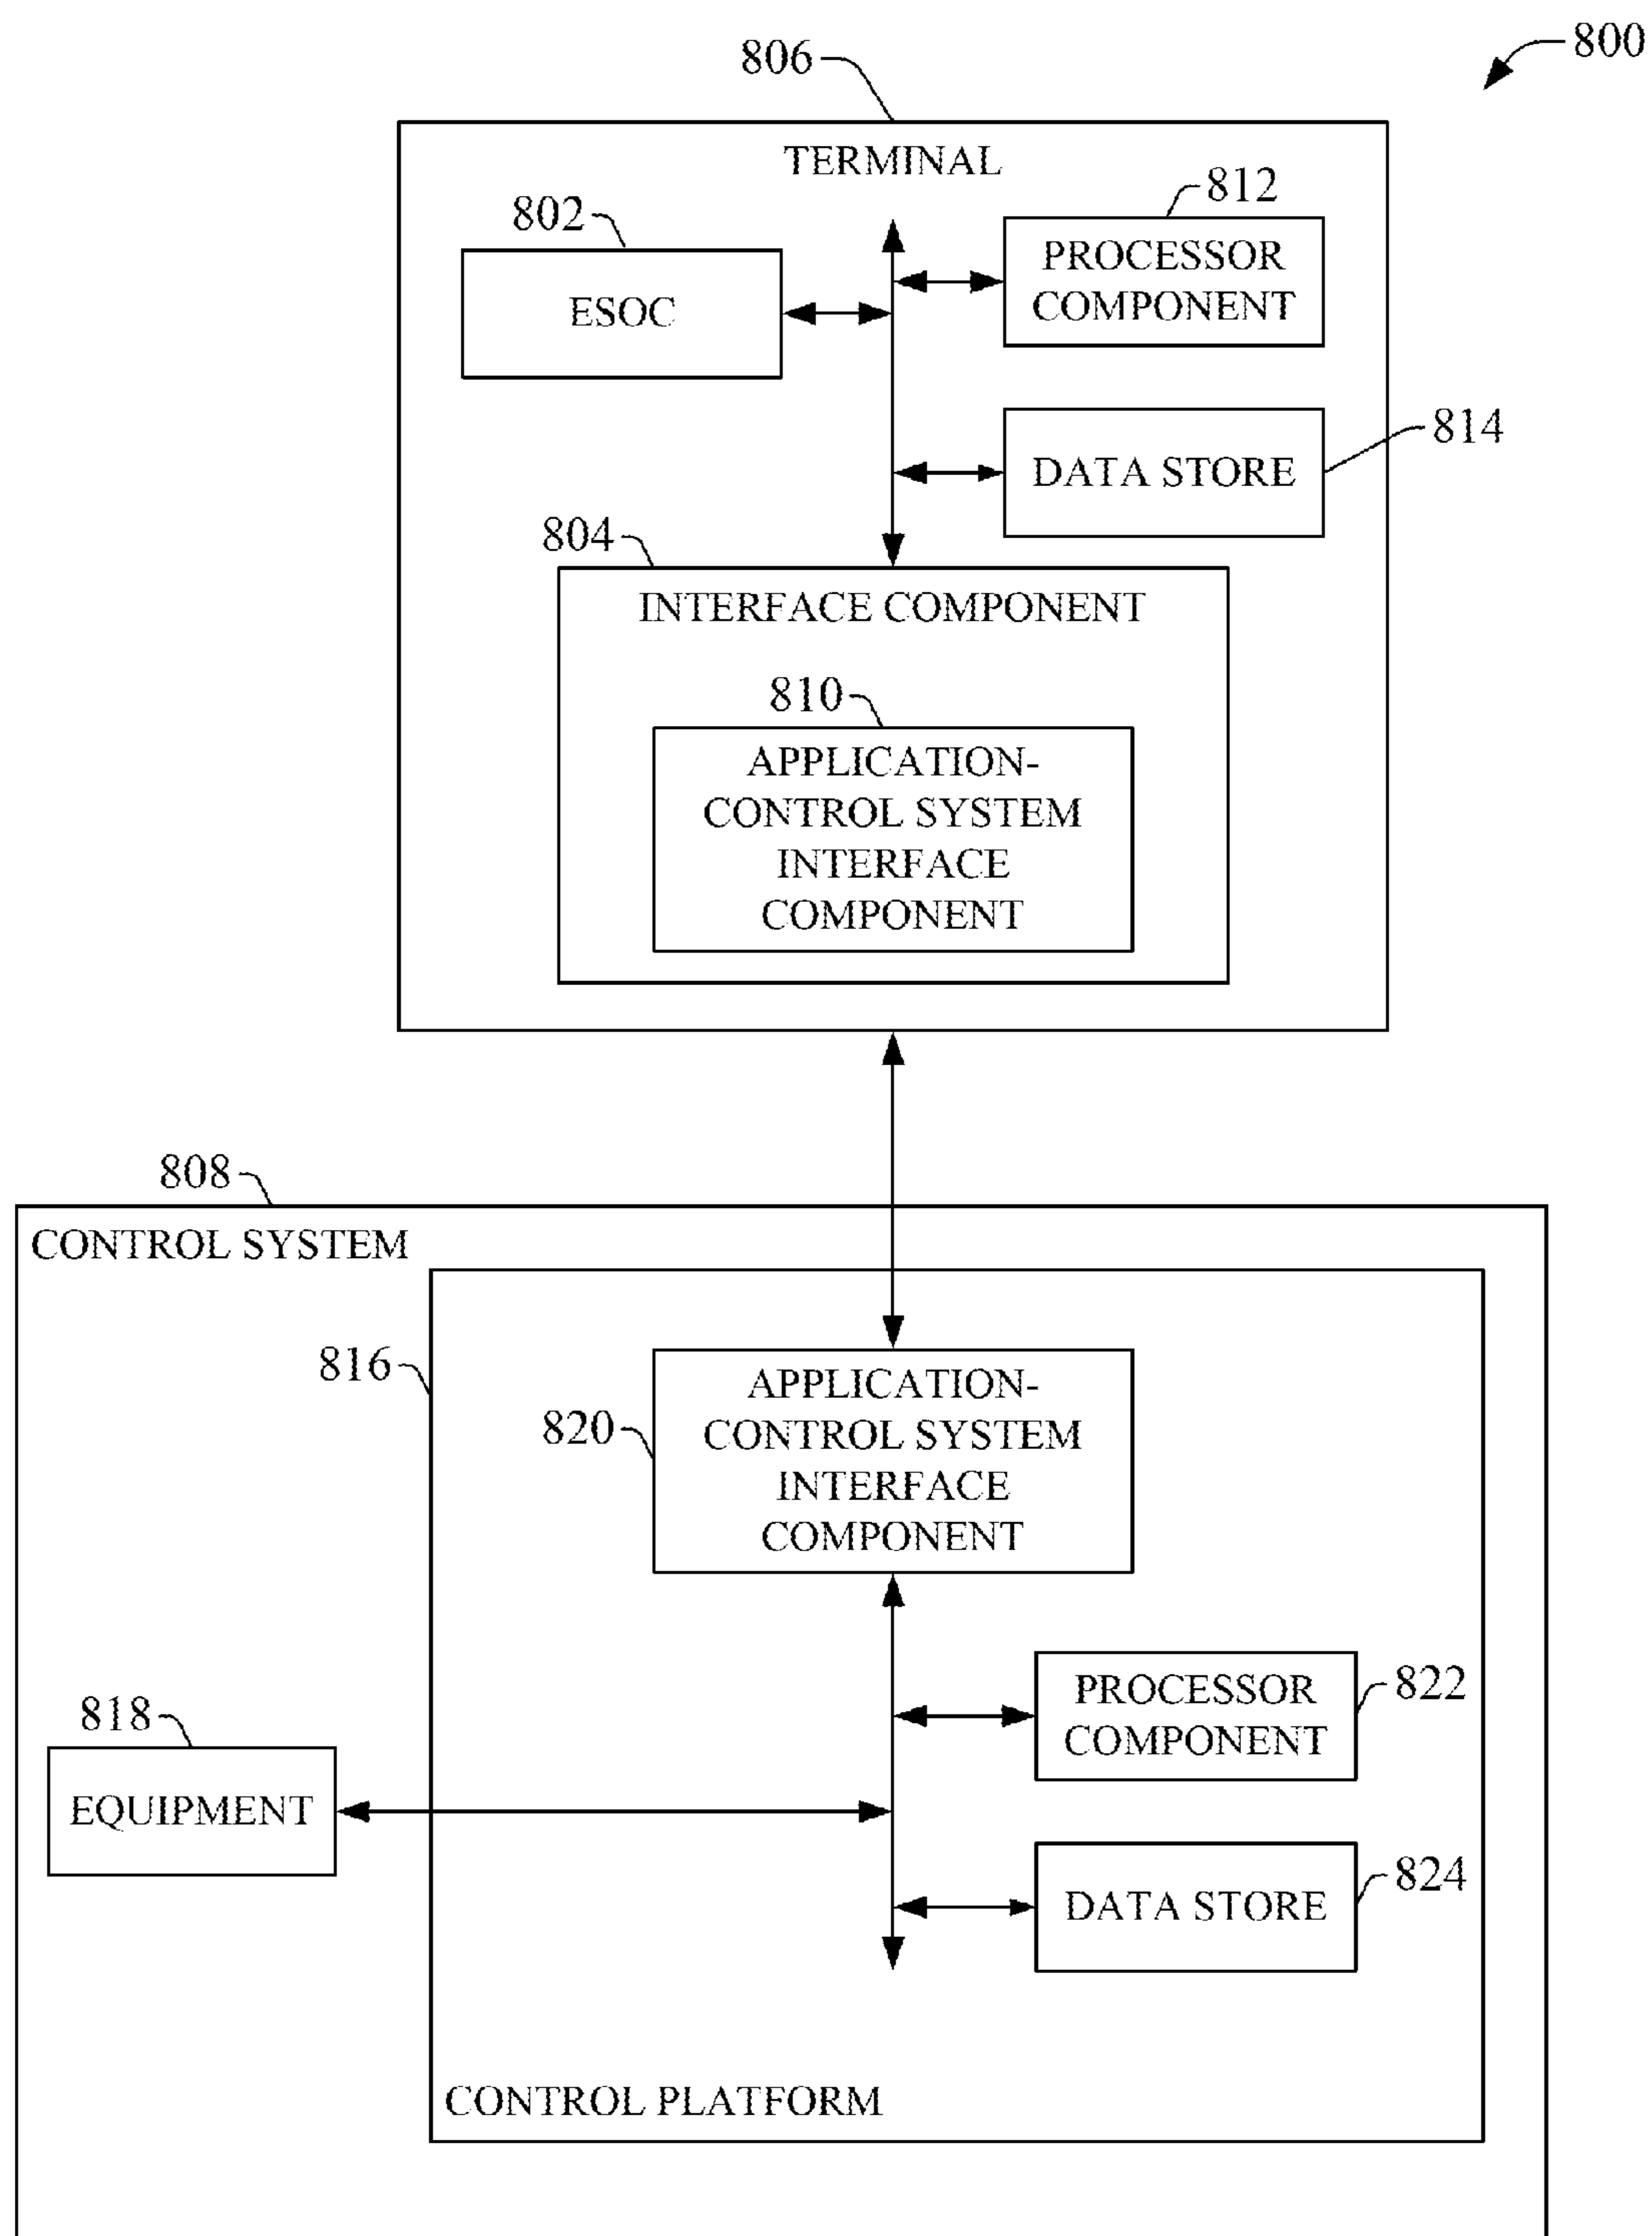 800
806
TERMINAL
812
802
PROCESSOR
COMPONENT
ESOC
814
DATA STORE
804
INTERFACE COMPONENT
810
APPLICATION-
CONTROL SYSTEM
INTERFACE
COMPONENT
808
CONTROL SYSTEM
816
APPLICATION-
CONTROL SYSTEM
INTERFACE
COMPONENT
820
822
PROCESSOR
COMPONENT
818
EQUIPMENT
824
DATA STORE
CONTROL PLATFORM